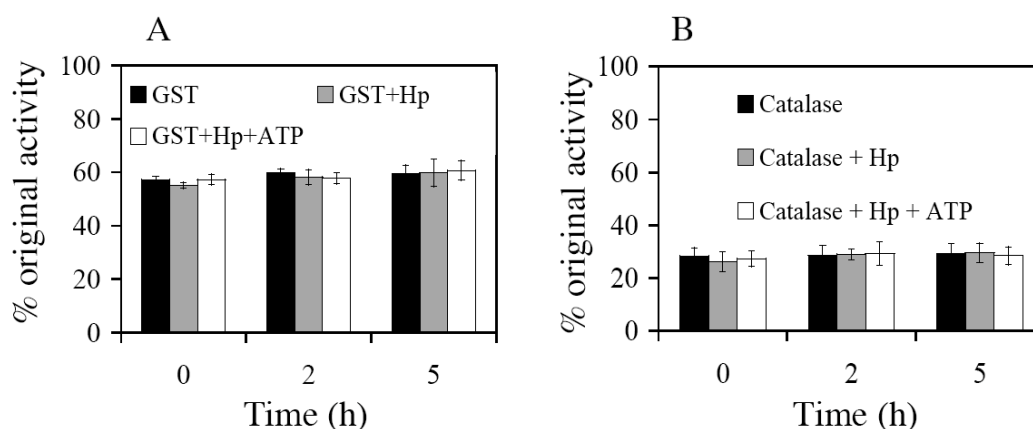 A
% original activity
100
80
60
40
20
0
GST
GST+Hp
GST+Hp+ATP
0 2 5
Time (h)
B
% original activity
100
80
60
40
20
0
Catalase
Catalase + Hp
Catalase + Hp + ATP
0 2 5
Time (h)